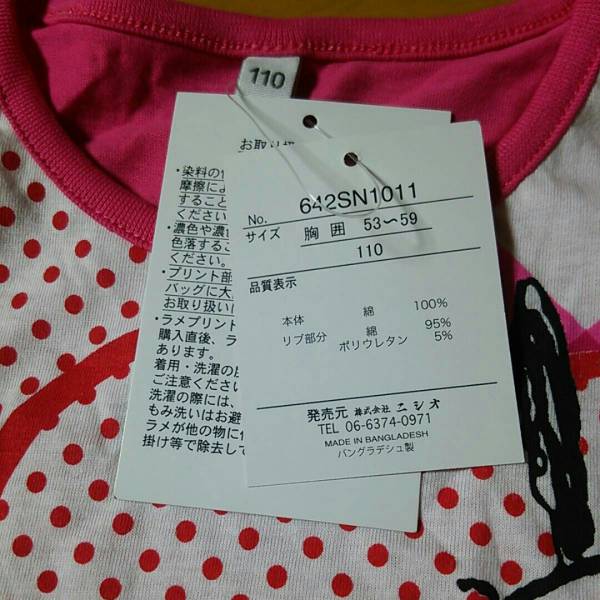 110
お取り扱
・染料の
摩擦によ
すること
ください
・濃色や濃
色落するこ
ください。
・プリント部
バッグに大
お取り扱い
・ラメプリント
購入直後、ラ
あります。
着用・洗濯の
ご注意くださ
洗濯の際には、
もみ洗いはお避
ラメが他の物に
掛け等で除去して
No. 642SN1011
サイズ 胸囲 53〜59
110
品質表示
本体 綿 100%
リブ部分 綿 95%
ポリウレタン 5%
発売元 株式会社 ニシオ
TEL 06-6374-0971
MADE IN BANGLADESH
バングラデシュ製